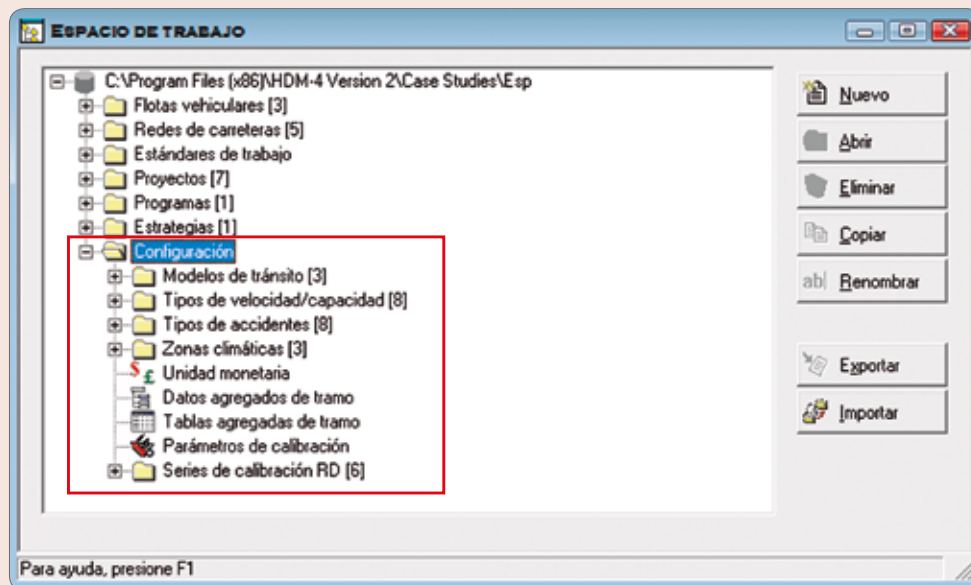 ESPACIO DE TRABAJO
C:\Program Files (x86)\HDM-4 Version 2\Case Studies\Esp
Flotas vehiculares [3]
Redes de carreteras [5]
Estándares de trabajo
Proyectos [7]
Programas [1]
Estrategias [1]
Configuración
Modelos de tránsito [3]
Tipos de velocidad/capacidad [8]
Tipos de accidentes [8]
Zonas climáticas [3]
Unidad monetaria
Datos agregados de tramo
Tablas agregadas de tramo
Parámetros de calibración
Series de calibración RD [6]
Nuevo
Abrir
Eliminar
Copiar
Renombrar
Exportar
Importar
Para ayuda, presione F1